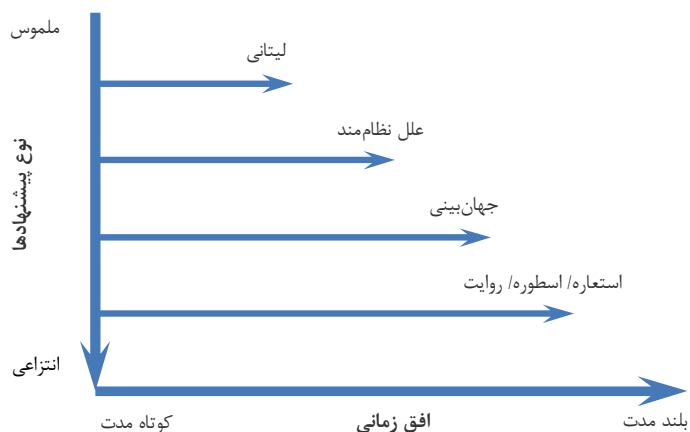 ملموس
لیتانی
علل نظام‌مند
نوع پیشنهادها
جهان‌بینی
استعاره/ اسطوره/ روایت
انتزاعی
کوتاه مدت
افق زمانی
بلند مدت